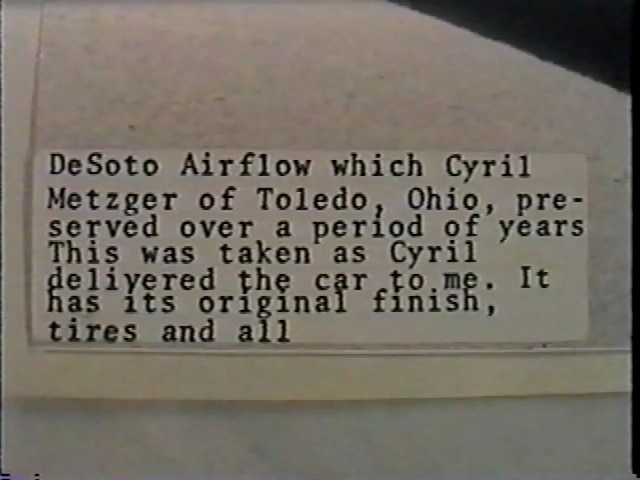 DeSoto Airflow which Cyril
Metzger of Toledo, Ohio, pre-
served over a period of years
This was taken as Cyril
delivered the car to me. It
has its original finish,
tires and all